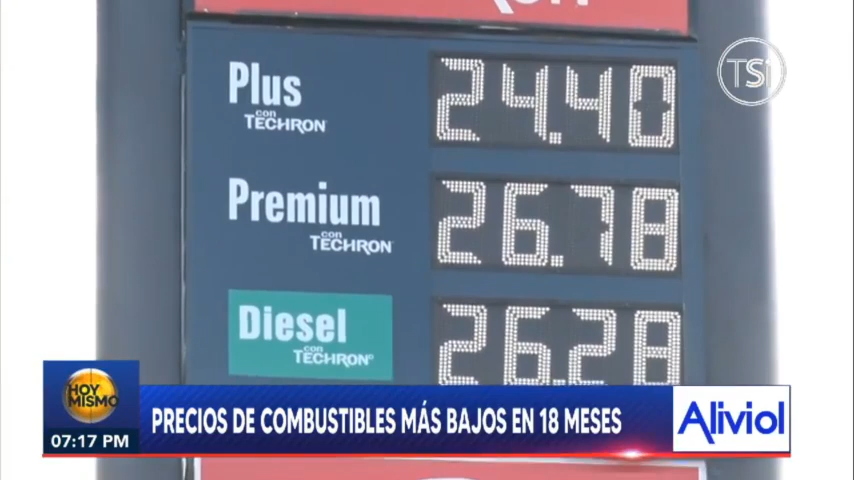 TSi
Plus 24.40
con
TECHRON
Premium 26.78
con
TECHRON
Diesel 26.28
con
TECHRON
HOY
MISMO
07:17 PM
PRECIOS DE COMBUSTIBLES MÁS BAJOS EN 18 MESES
Aliviol